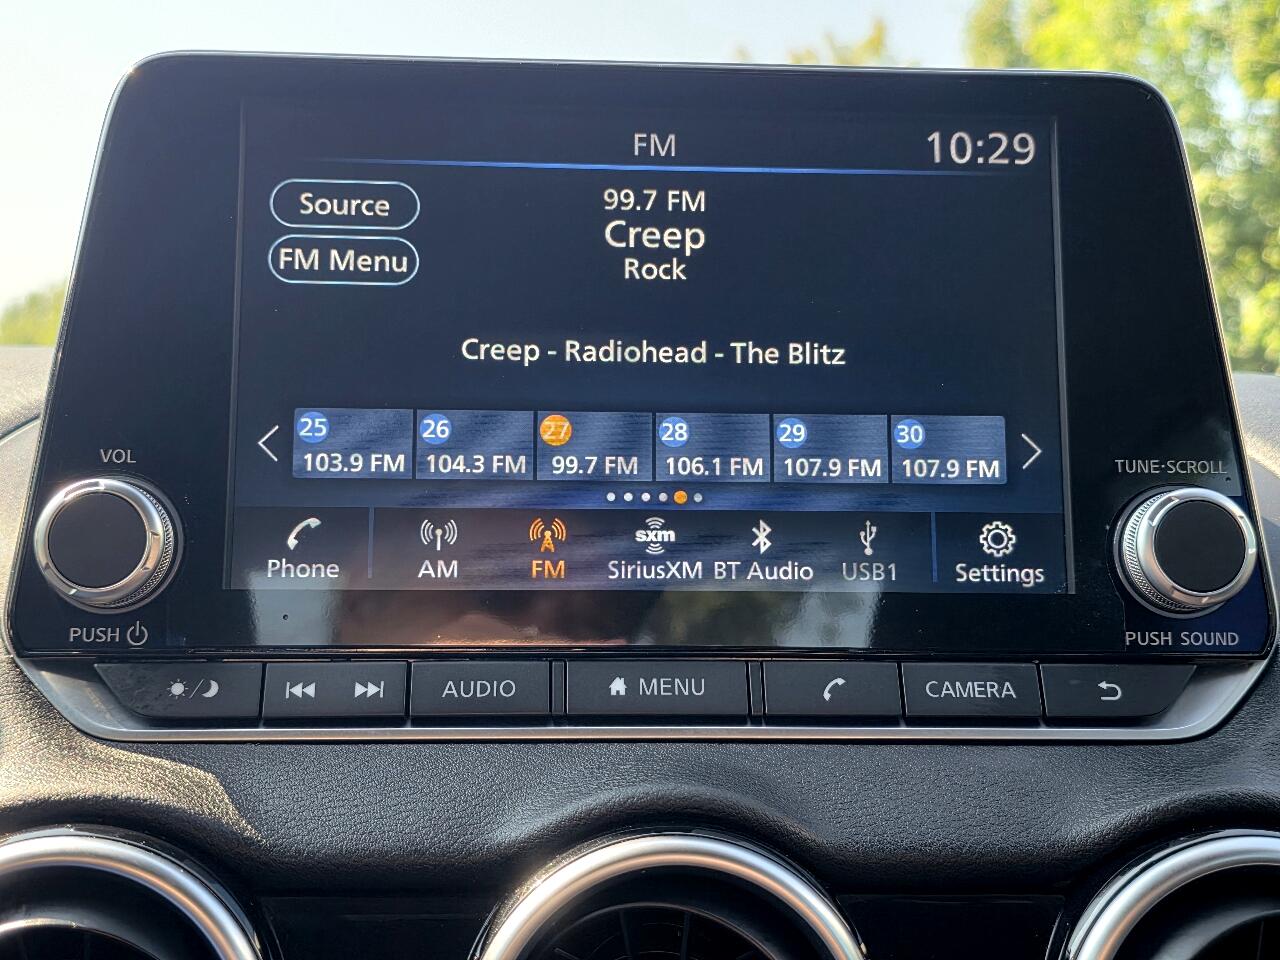 FM
10:29
Source
99.7 FM
Creep
FM Menu
Rock
Creep - Radiohead - The Blitz
25
26
27
28
29
30
103.9 FM
104.3 FM
99.7 FM
106.1 FM
107.9 FM
107.9 FM
VOL
TUNE·SCROLL
sxm
Phone
AM
FM
SiriusXM
BT Audio
USB1
Settings
PUSH
PUSH SOUND
AUDIO
MENU
CAMERA